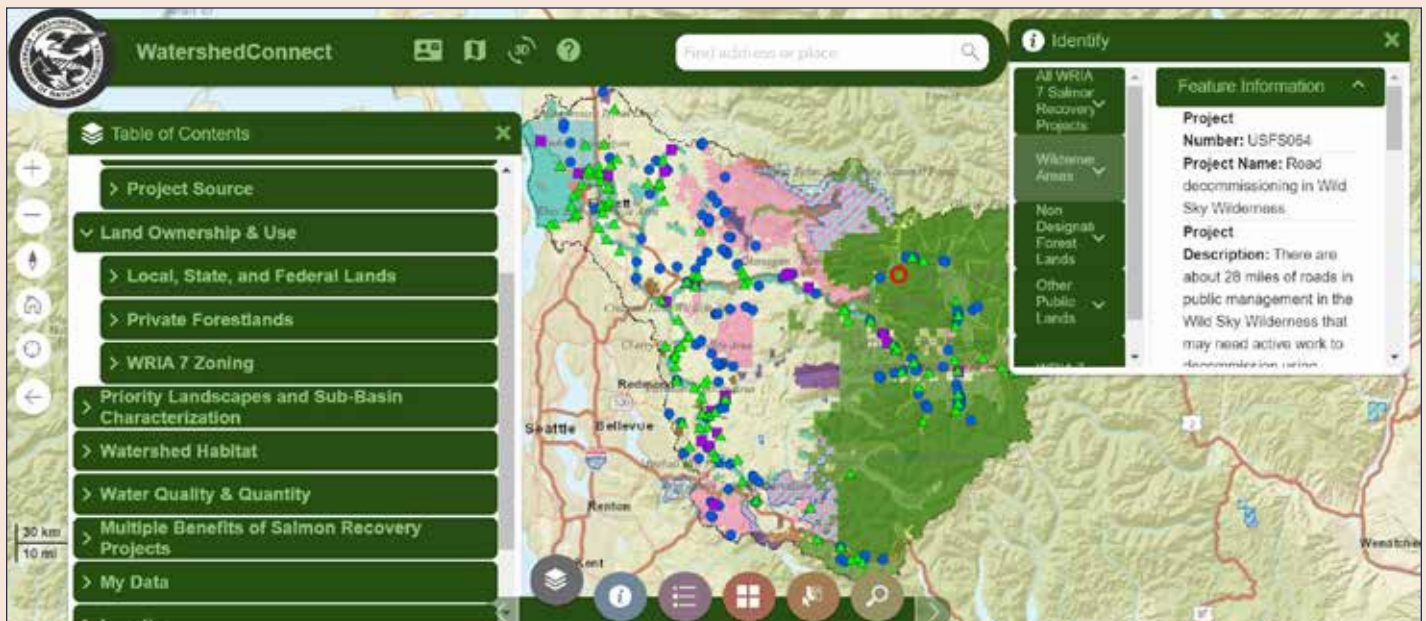 WatershedConnect
3D
Find address or place
Table of Contents
Project Source
Land Ownership & Use
Local, State, and Federal Lands
Private Forestlands
WRIA 7 Zoning
Priority Landscapes and Sub-Basin
Characterization
Watershed Habitat
Water Quality & Quantity
Multiple Benefits of Salmon Recovery
Projects
My Data
30 km
10 mi
Seattle
Bellevue
Renton
Kent
2
Identify
All WRIA
7 Salmon
Recovery
Projects
Areas
Non
Designat
Forest
Lands
Other
Public
Lands
Feature Information
Project
Number: USFS064
Project Name: Road
decommissioning in Wild
Sky Wilderness
Project
Description: There are
about 28 miles of roads in
public management in the
Wild Sky Wilderness that
may need active work to
decommission using